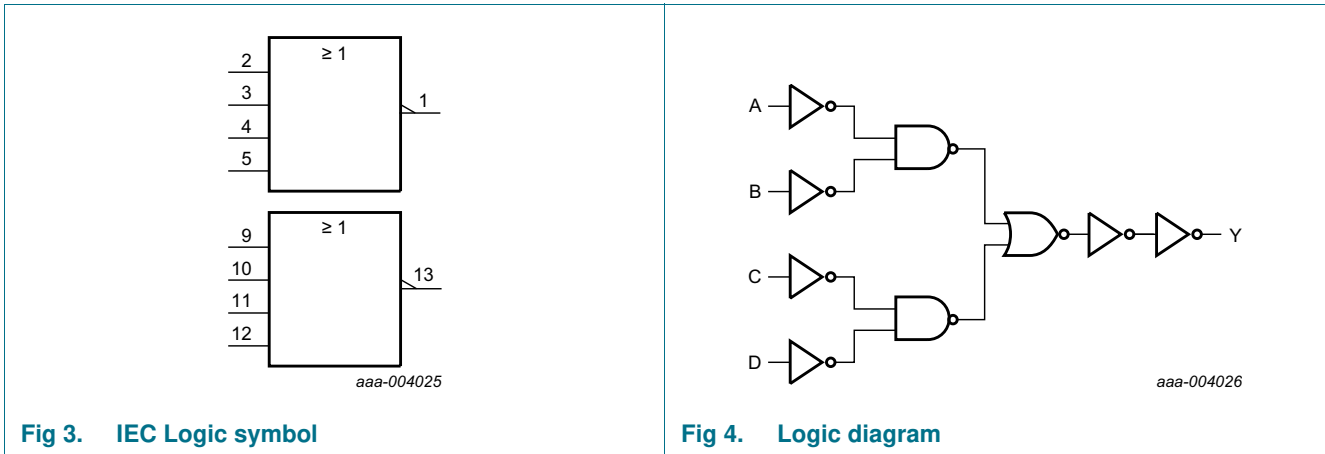 ≥ 1
2
3
4
5
1
≥ 1
9
10
11
12
13
aaa-004025
Fig 3. IEC Logic symbol
A
B
C
D
Y
aaa-004026
Fig 4. Logic diagram